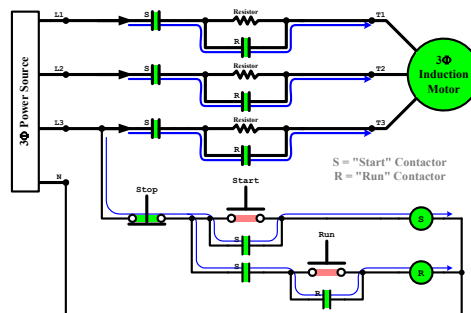 L1
S
Resistor
R
T1
L2
S
Resistor
R
T2
L3
S
Resistor
R
T3
N
3Φ Power Source
3Φ
Induction
Motor
S = "Start" Contactor
R = "Run" Contactor
Stop
Start
S
S
Run
S
R
R